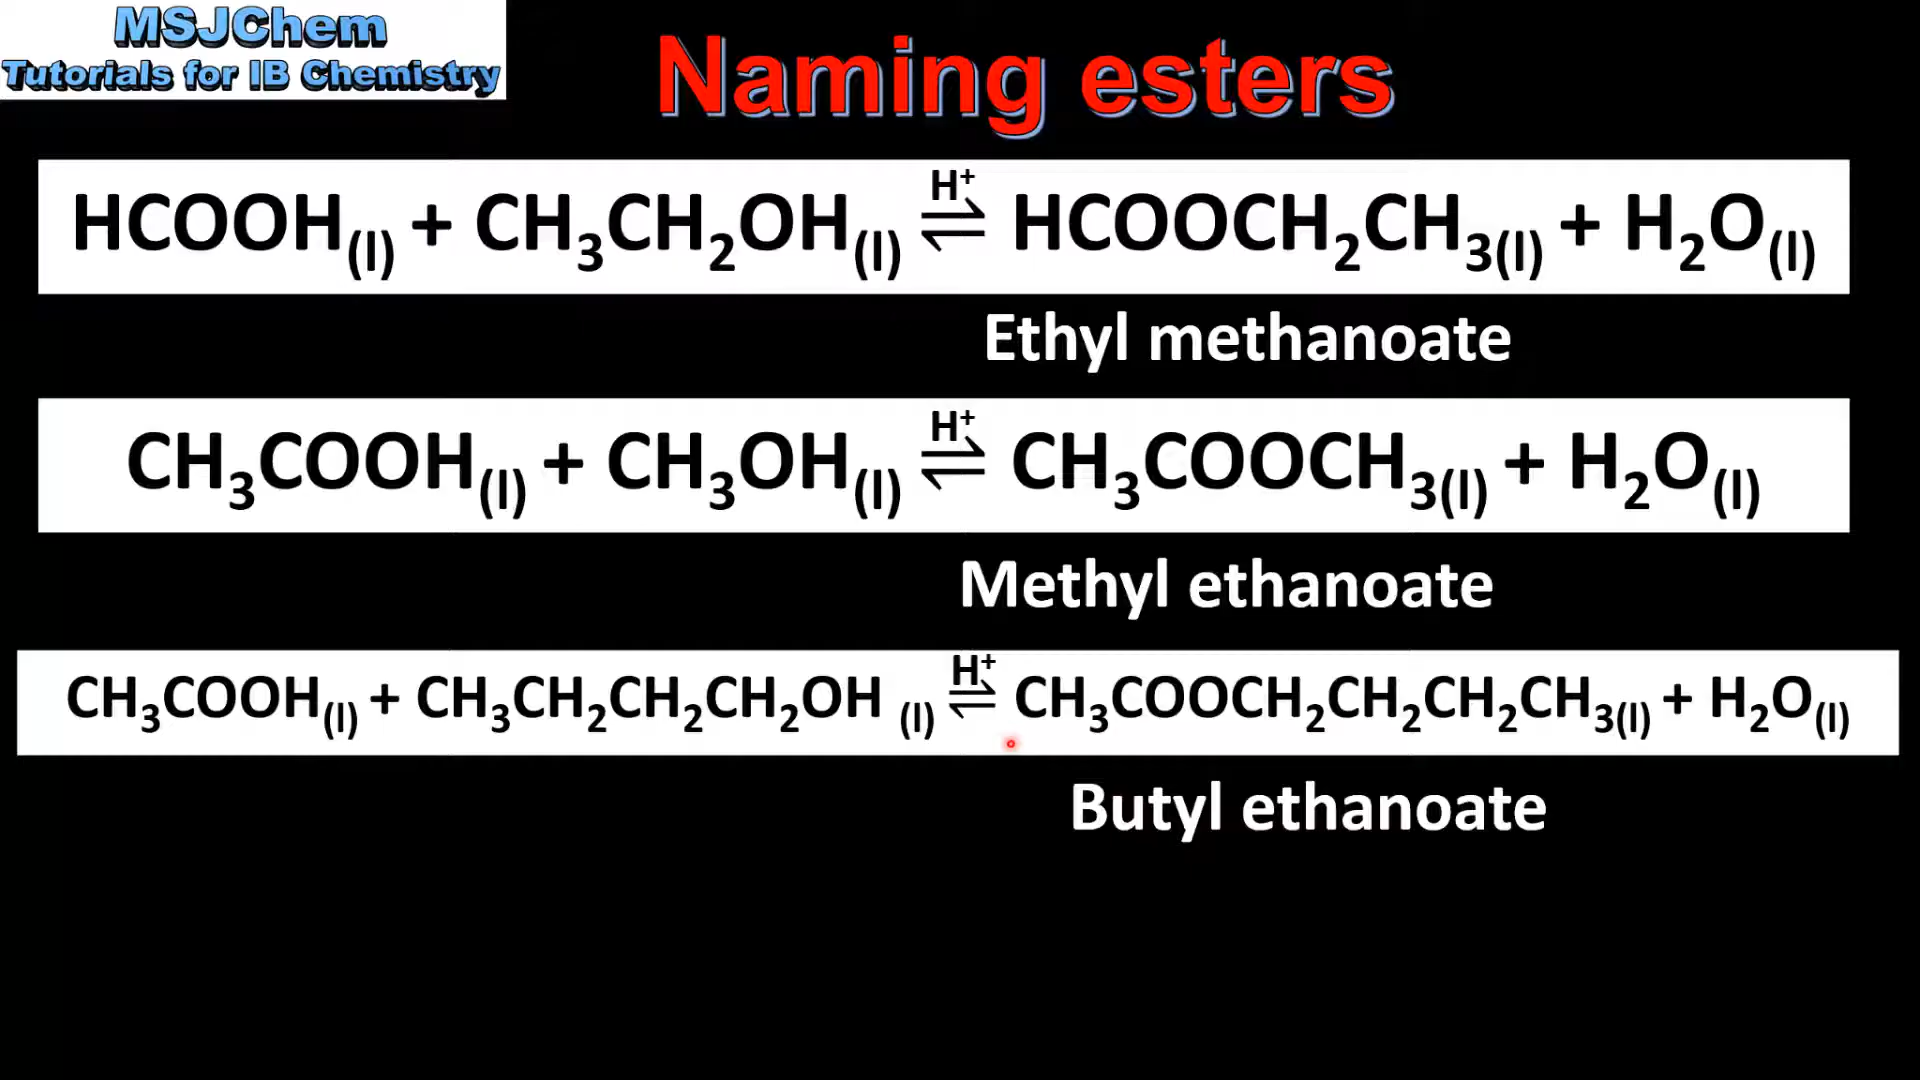 MSJChem
Tutorials for IB Chemistry
Naming esters
HCOOH(l) + CH₃CH₂OH(l) ⇌ HCOOCH₂CH₃(l) + H₂O(l)
H⁺
Ethyl methanoate
CH₃COOH(l) + CH₃OH(l) ⇌ CH₃COOCH₃(l) + H₂O(l)
H⁺
Methyl ethanoate
CH₃COOH(l) + CH₃CH₂CH₂CH₂OH (l) ⇌ CH₃COOCH₂CH₂CH₂CH₃(l) + H₂O(l)
H⁺
Butyl ethanoate